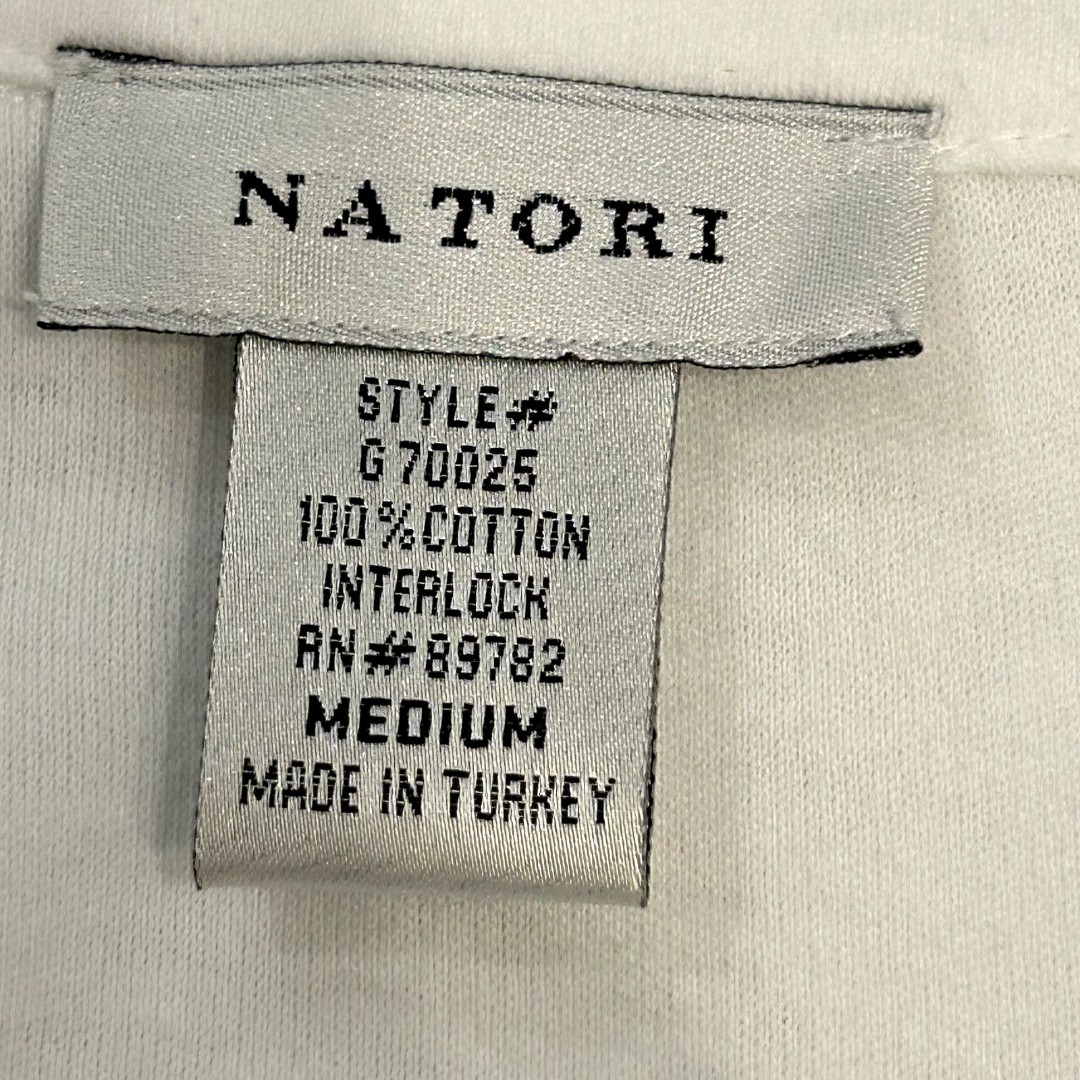 NATORI
STYLE#
G70025
100%COTTON
INTERLOCK
RN#89782
MEDIUM
MADE IN TURKEY